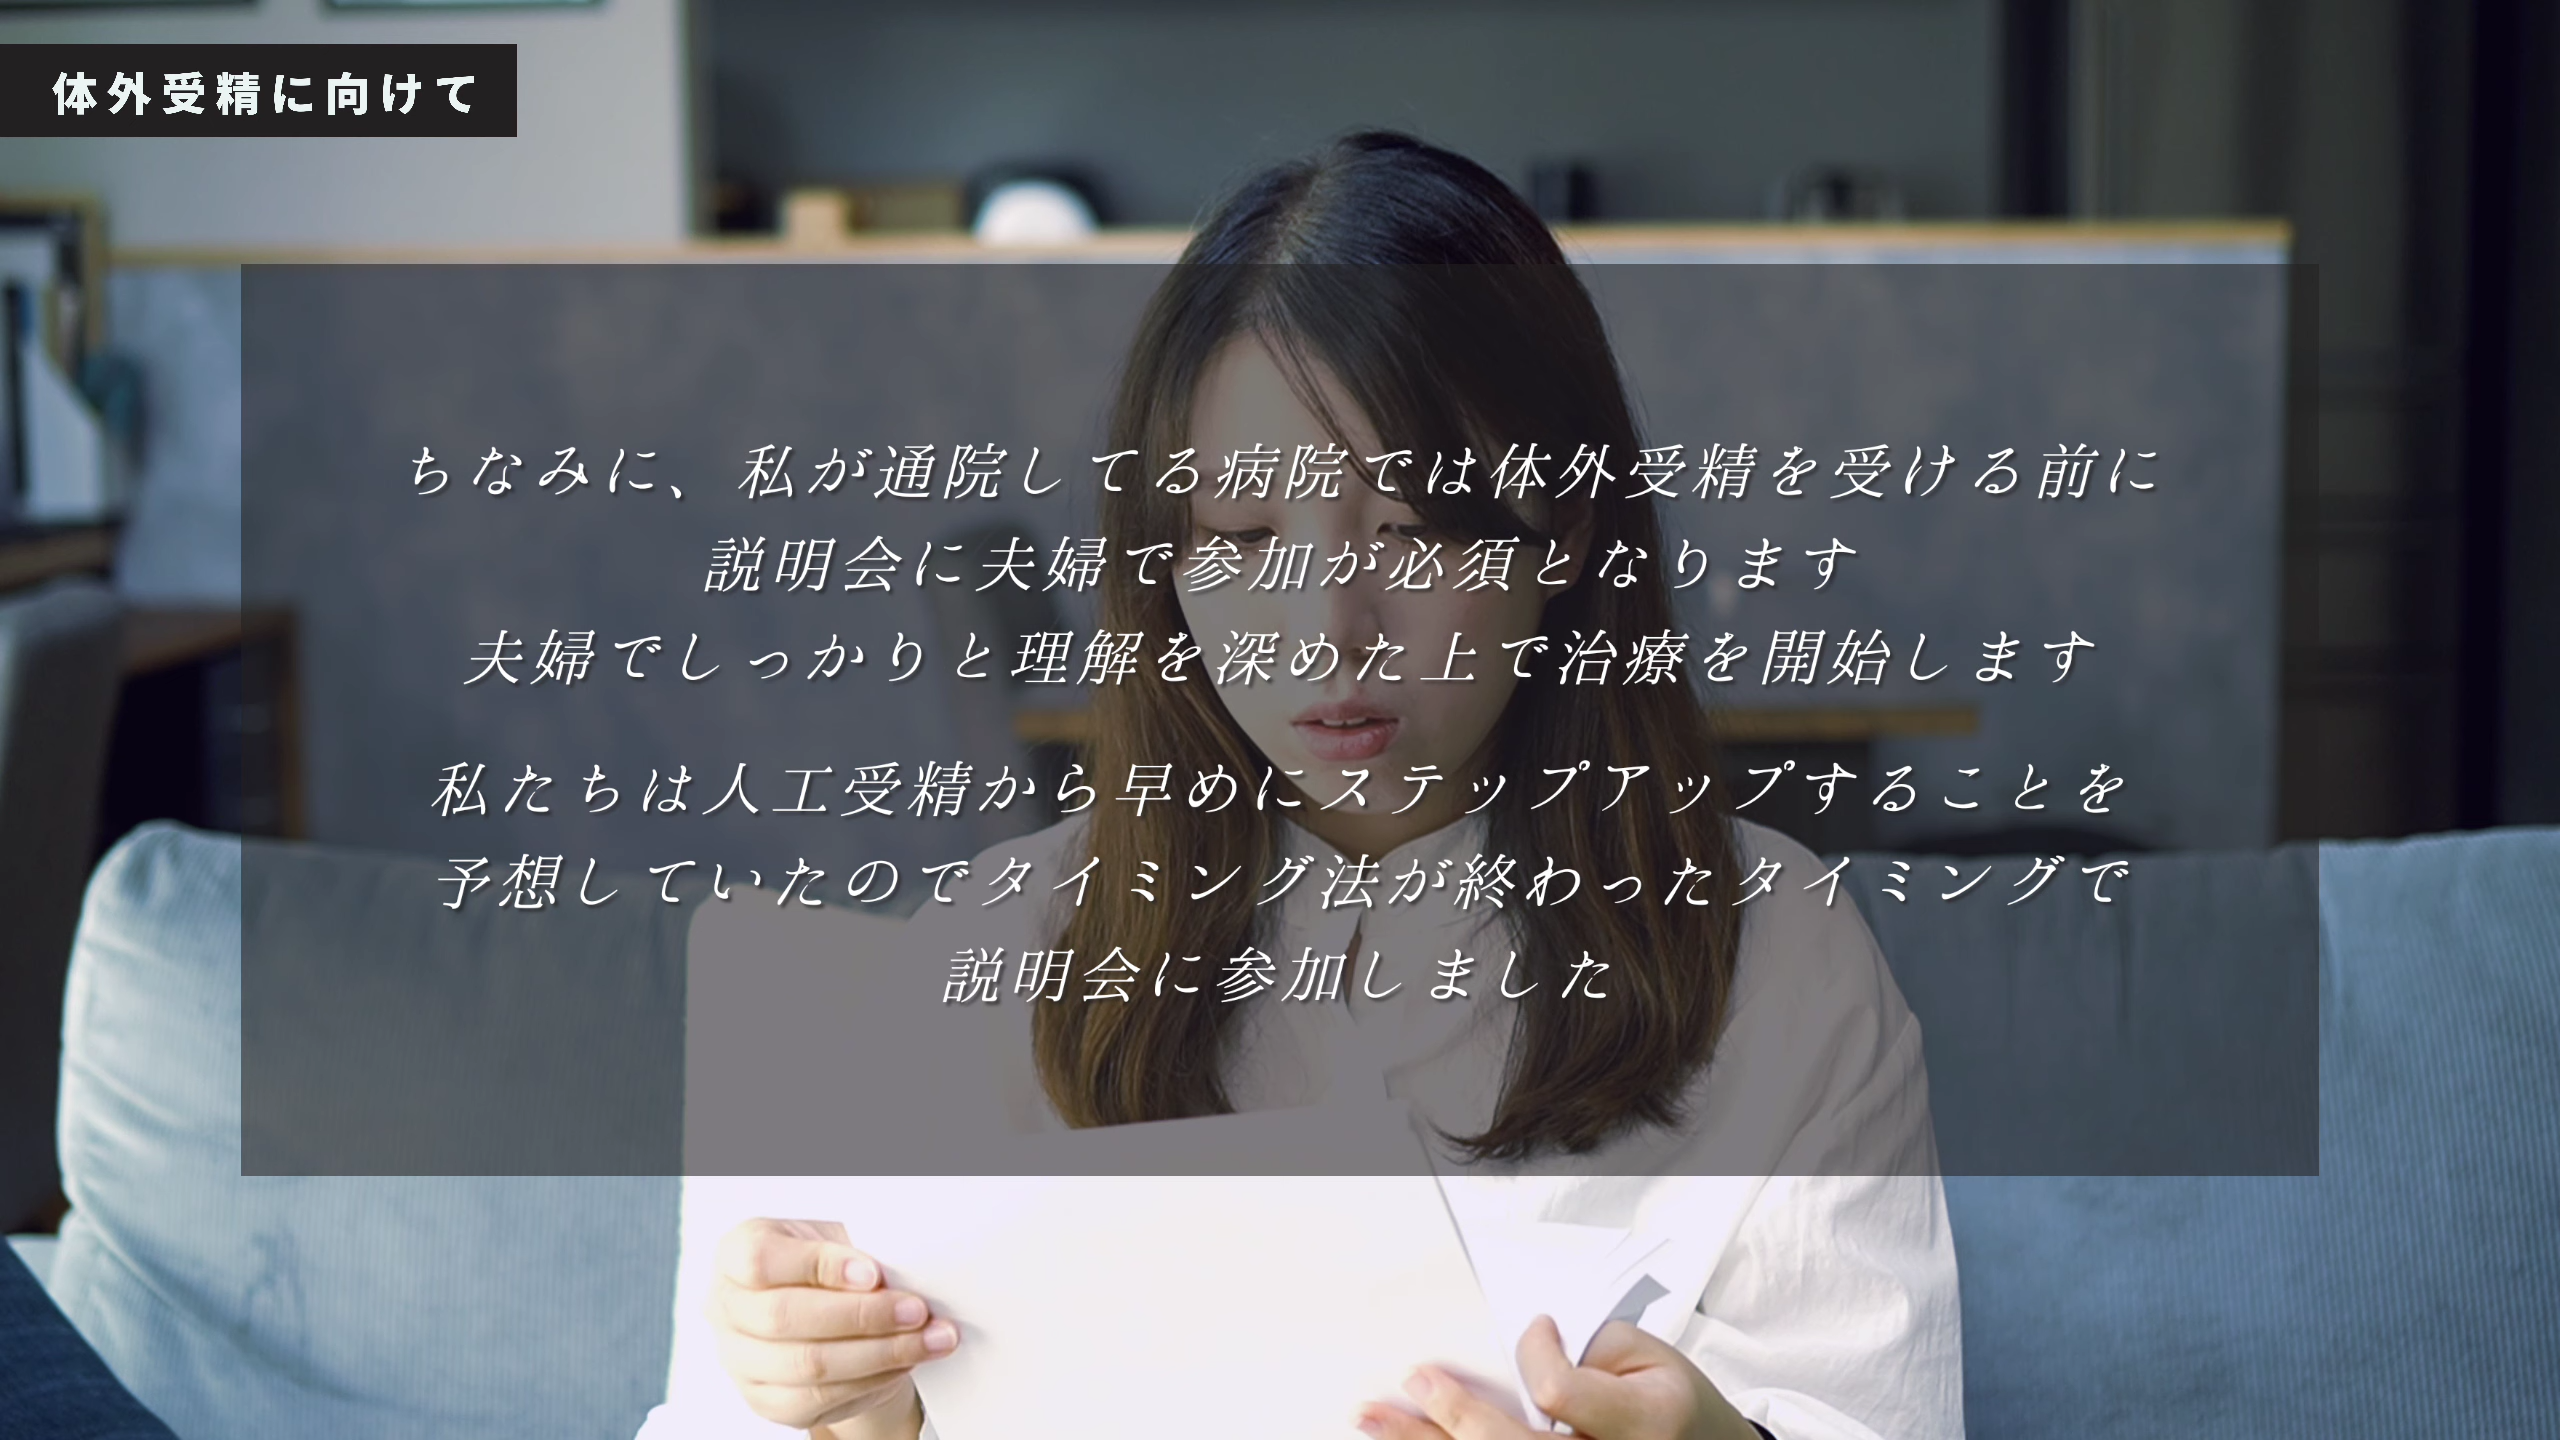 体外受精に向けて
ちなみに、私が通院してる病院では体外受精を受ける前に
説明会に夫婦で参加が必須となります
夫婦でしっかりと理解を深めた上で治療を開始します
私たちは人工受精から早めにステップアップすることを
予想していたのでタイミング法が終わったタイミングで
説明会に参加しました